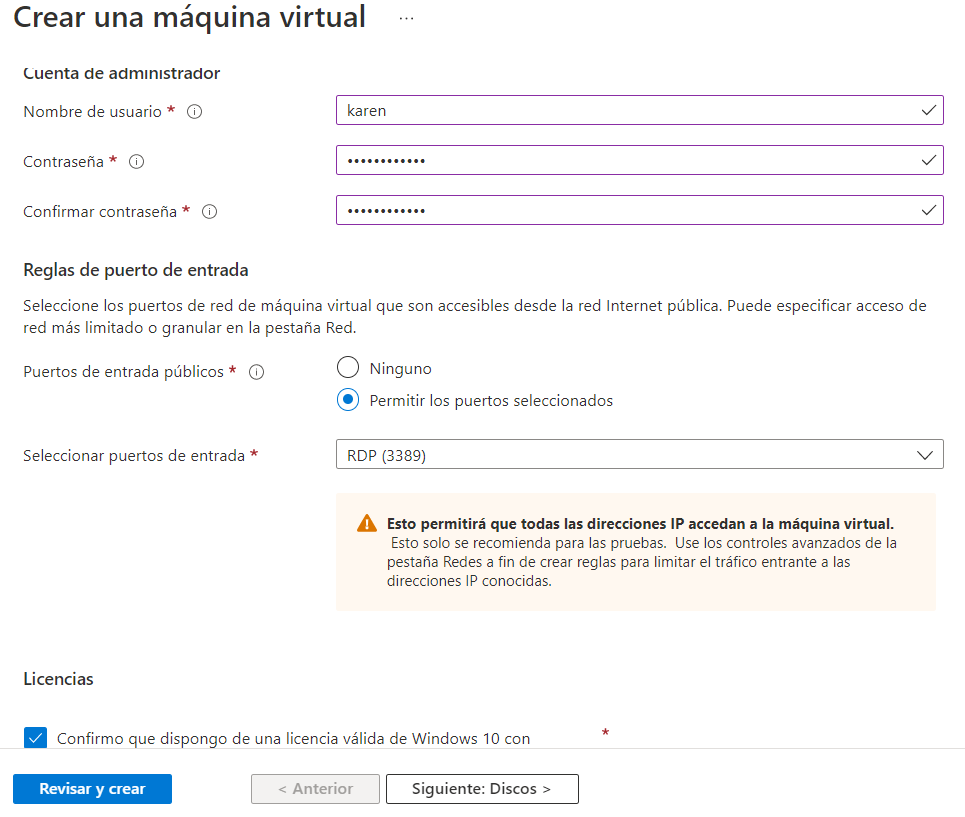 Crear una máquina virtual ...
Cuenta de administrador
Nombre de usuario *
karen
Contraseña *
••••••••••••
Confirmar contraseña *
••••••••••••
Reglas de puerto de entrada
Seleccione los puertos de red de máquina virtual que son accesibles desde la red Internet pública. Puede especificar acceso de
red más limitado o granular en la pestaña Red.
Puertos de entrada públicos *
Ninguno
Permitir los puertos seleccionados
Seleccionar puertos de entrada *
RDP (3389)
Esto permitirá que todas las direcciones IP accedan a la máquina virtual.
Esto solo se recomienda para las pruebas. Use los controles avanzados de la
pestaña Redes a fin de crear reglas para limitar el tráfico entrante a las
direcciones IP conocidas.
Licencias
Confirmo que dispongo de una licencia válida de Windows 10 con *
Revisar y crear
< Anterior
Siguiente: Discos >